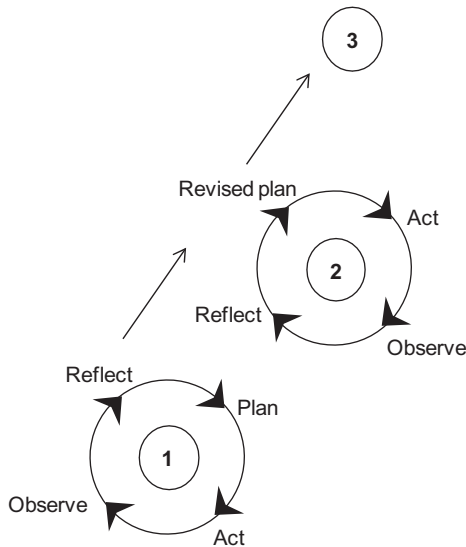 3
Revised plan
Act
2
Reflect
Observe
Reflect
Plan
1
Observe
Act